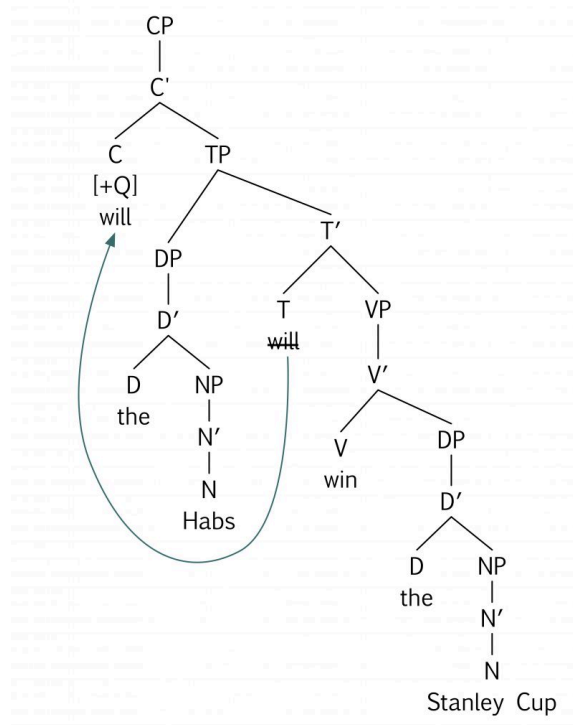 CP
C'
C TP
[+Q]
will
T′
DP
T VP
D′
will
V′
D NP
the
N′
V DP
win
N
D′
Habs
D NP
the
N′
N
Stanley Cup